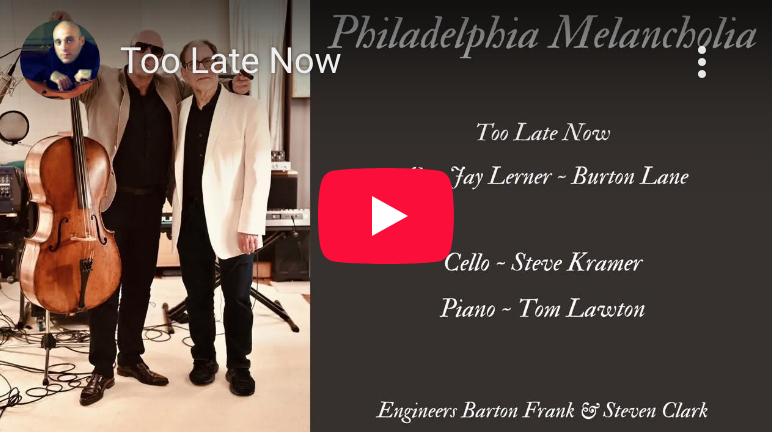 Philadelphia Melancholia
Too Late Now
Too Late Now
Jay Lerner ~ Burton Lane
Cello ~ Steve Kramer
Piano ~ Tom Lawton
Engineers Barton Frank & Steven Clark